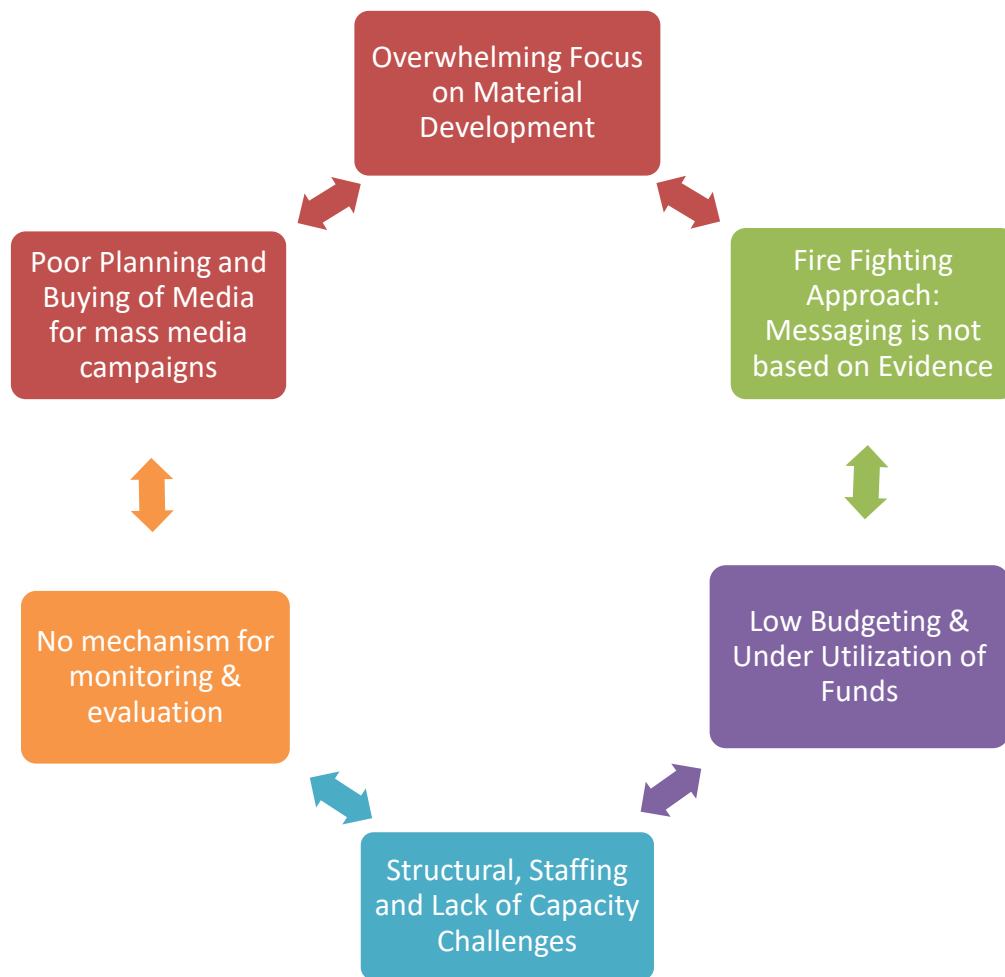 Overwhelming Focus
on Material
Development
Fire Fighting
Approach:
Messaging is not
based on Evidence
Low Budgeting &
Under Utilization of
Funds
Structural, Staffing
and Lack of Capacity
Challenges
No mechanism for
monitoring &
evaluation
Poor Planning and
Buying of Media
for mass media
campaigns